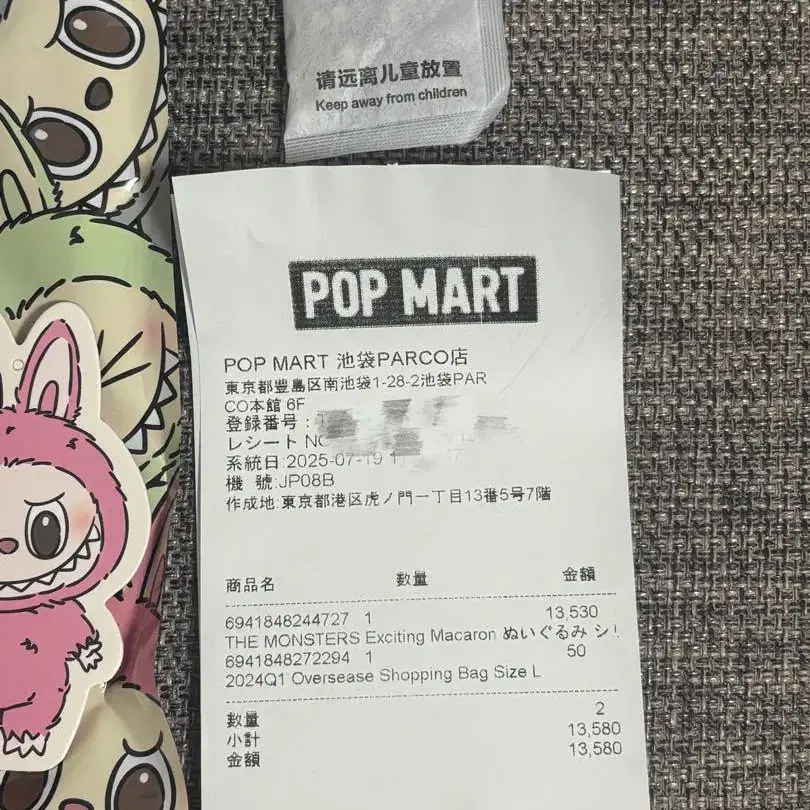 请远离儿童放置
Keep away from children
POP MART
POP MART 池袋PARCO店
東京都豊島区南池袋1-28-2池袋PAR
CO本館 6F
登録番号:
レシート NO
系統日:2025-07-19
機 號:JP08B
作成地:東京都港区虎ノ門一丁目13番5号7階
商品名 數量 金額
6941848244727 1 13,530
THE MONSTERS Exciting Macaron ぬいぐるみ シ
6941848272294 1 50
2024Q1 Oversease Shopping Bag Size L
數量 2
小計 13,580
金額 13,580